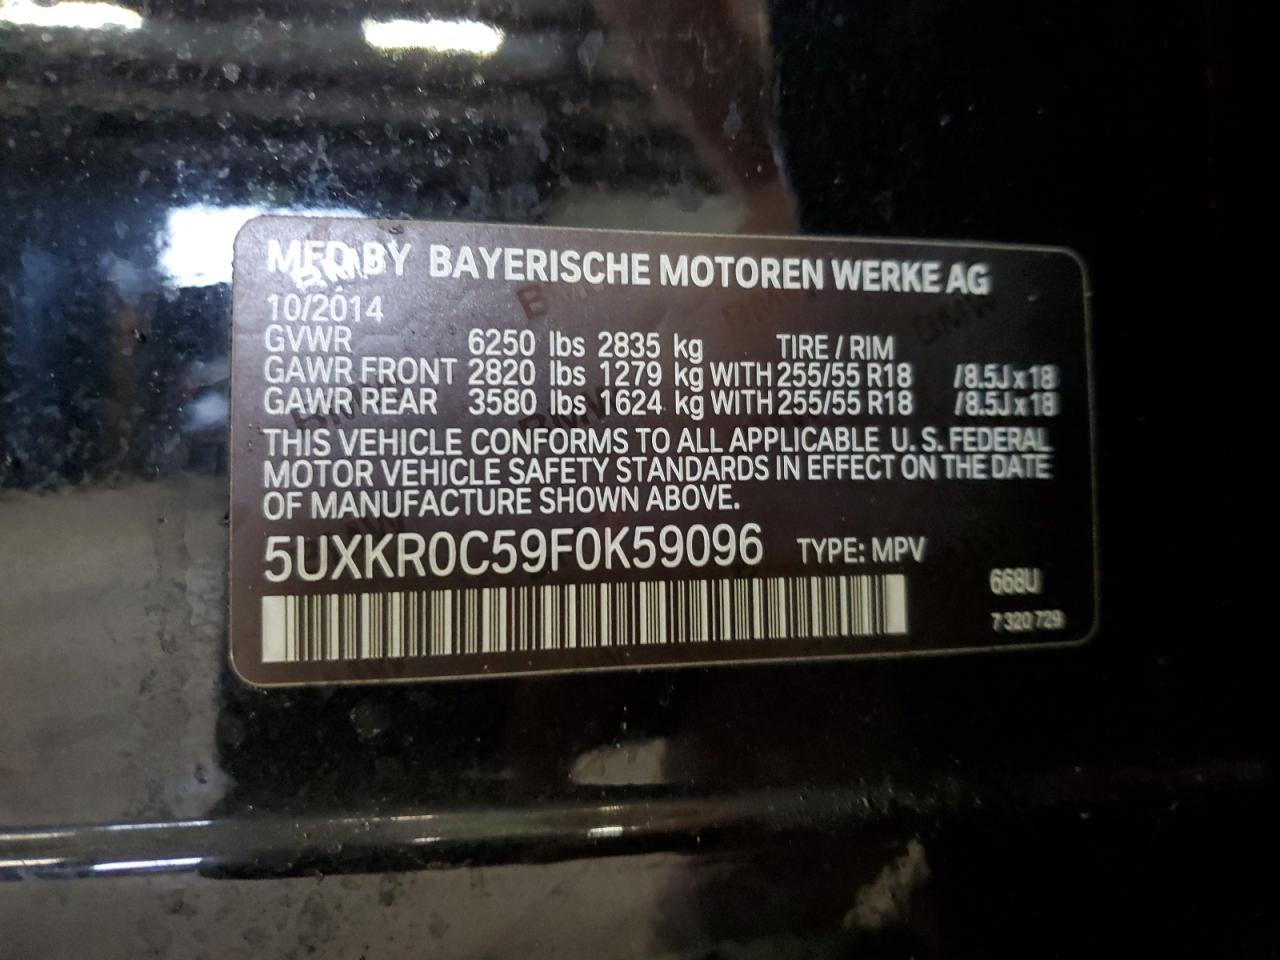 MFD BY BAYERISCHE MOTOREN WERKE AG
10/2014
GVWR 6250 lbs 2835 kg TIRE / RIM
GAWR FRONT 2820 lbs 1279 kg WITH 255/55 R18 /8.5J x 18
GAWR REAR 3580 lbs 1624 kg WITH 255/55 R18 /8.5J x 18
THIS VEHICLE CONFORMS TO ALL APPLICABLE U. S. FEDERAL
MOTOR VEHICLE SAFETY STANDARDS IN EFFECT ON THE DATE
OF MANUFACTURE SHOWN ABOVE.
5UXKR0C59F0K59096 TYPE: MPV
668U
7 320 729